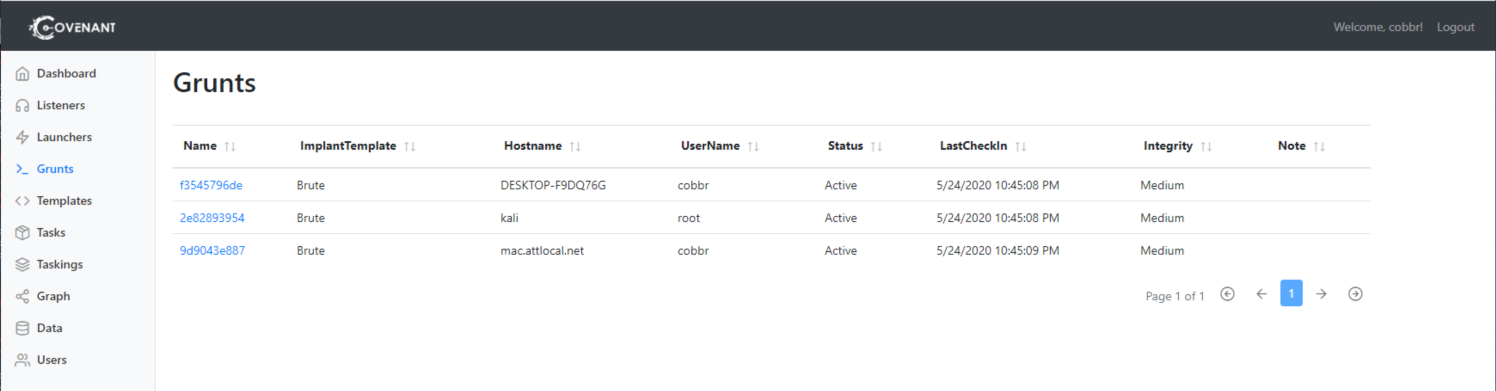 COVENANT
Welcome, cobbr! Logout
Dashboard
Listeners
Launchers
Grunts
Templates
Tasks
Taskings
Graph
Data
Users
Grunts
Name ImplantTemplate Hostname UserName Status LastCheckIn Integrity Note
f3545796de Brute DESKTOP-F9DQ76G cobbr Active 5/24/2020 10:45:08 PM Medium
2e82893954 Brute kali root Active 5/24/2020 10:45:08 PM Medium
9d9043e887 Brute mac.attlocal.net cobbr Active 5/24/2020 10:45:09 PM Medium
Page 1 of 1 1